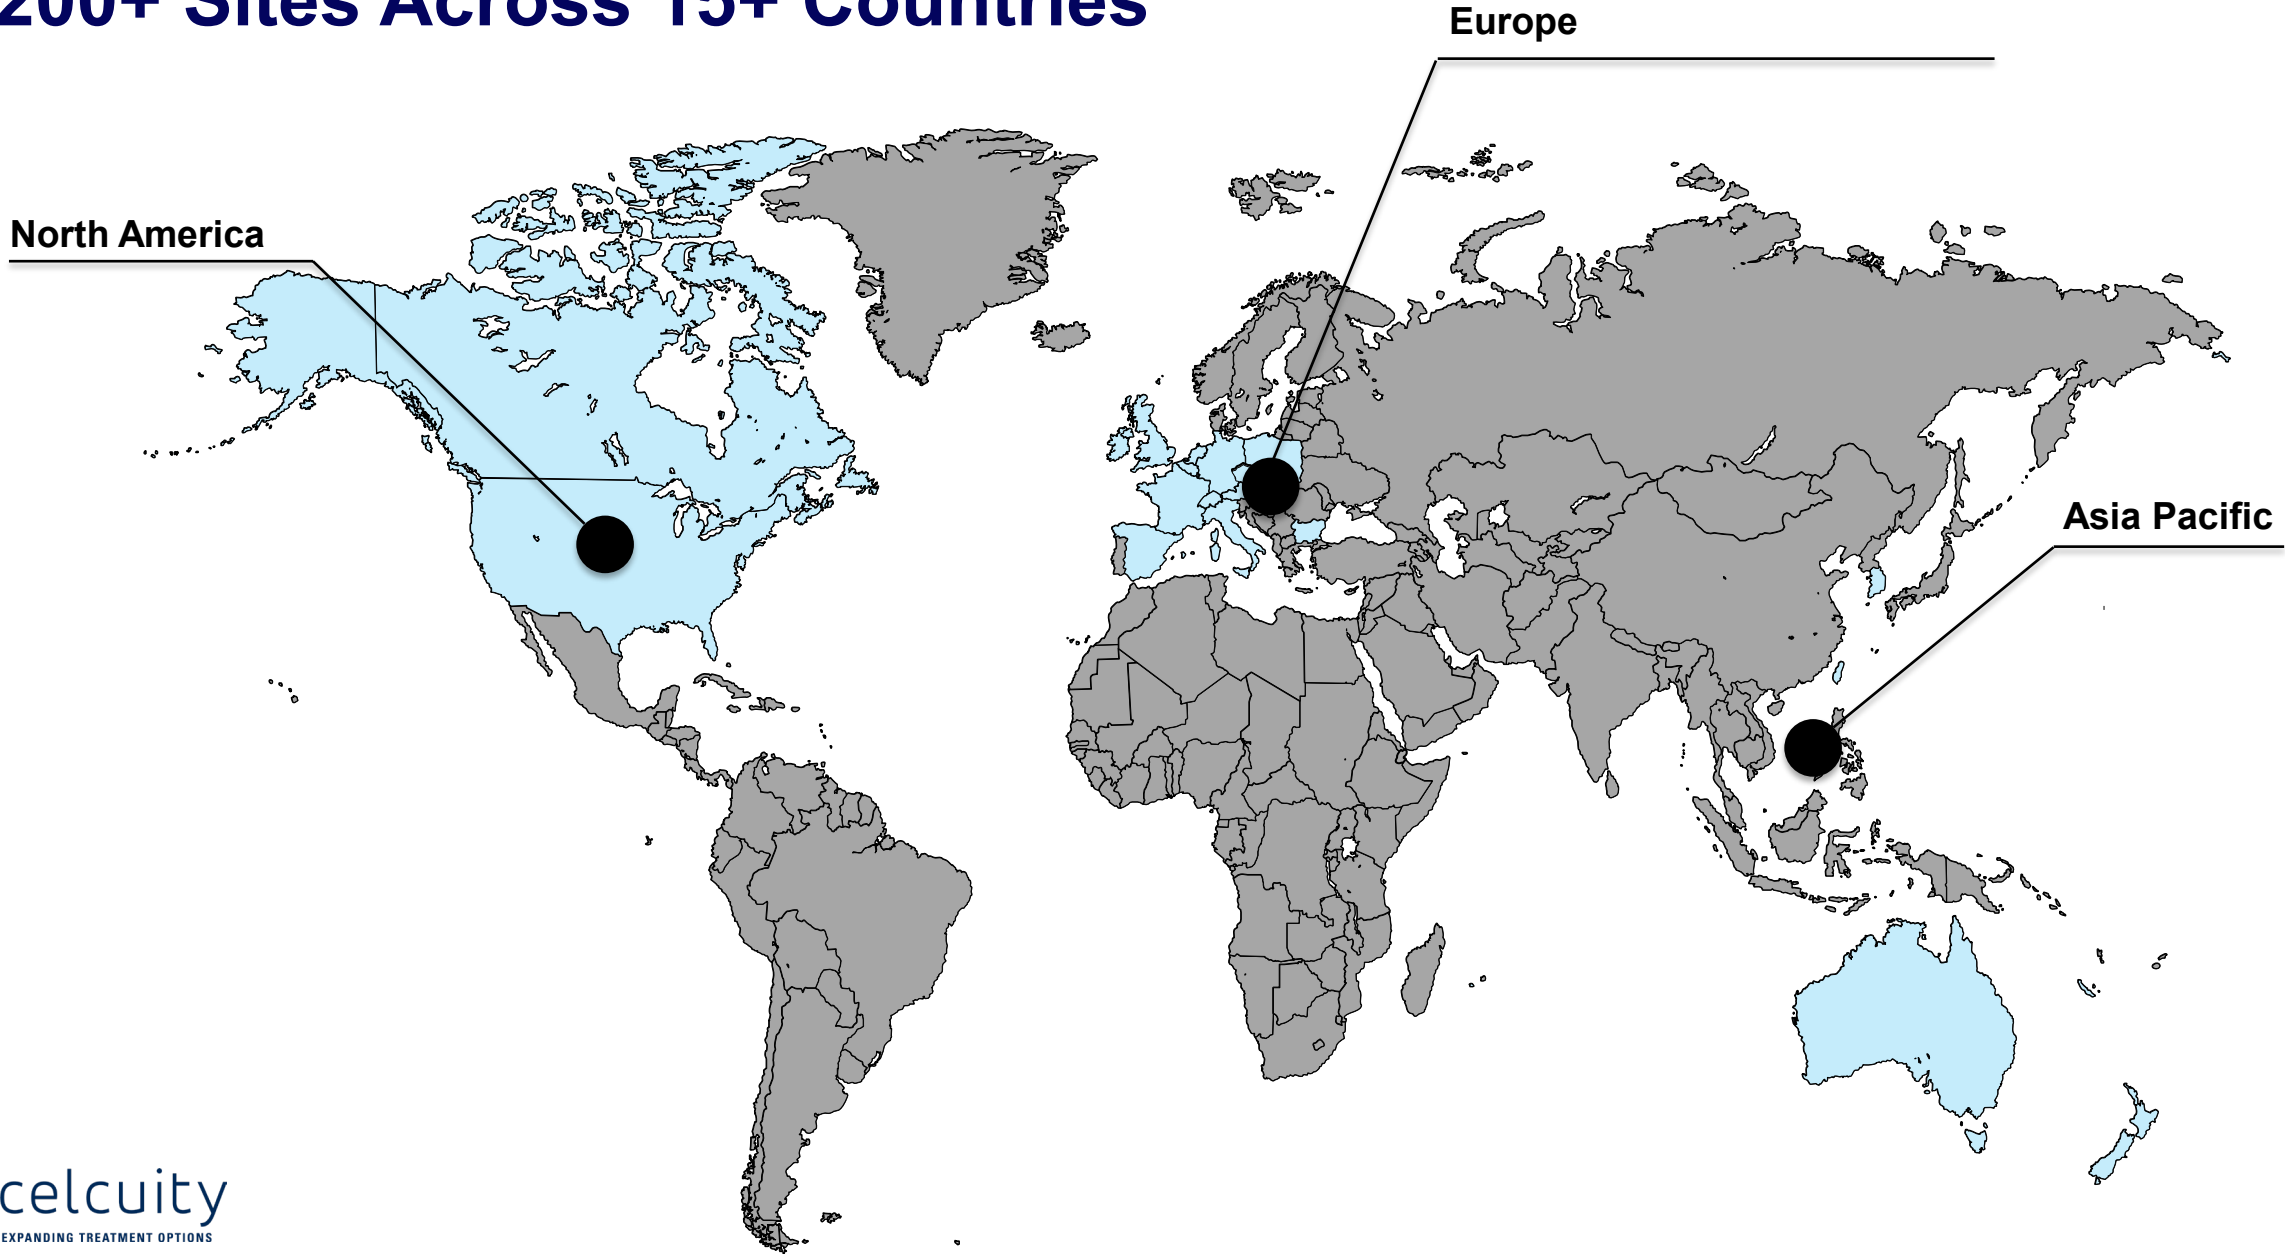 200+ Sites Across 15+ Countries
Europe
North America
Asia Pacific
celcuity
EXPANDING TREATMENT OPTIONS